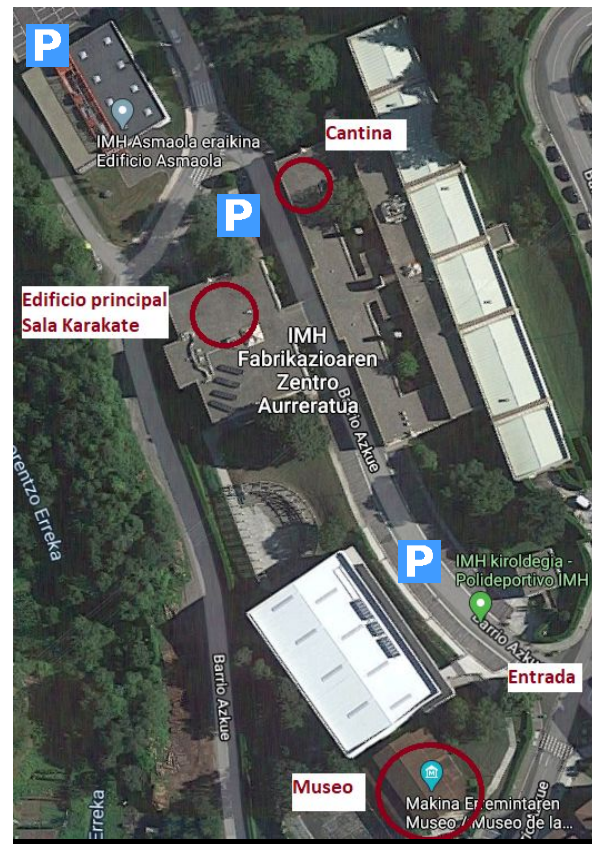 P
IMH Asmaola eraikina
Edificio Asmaola
Cantina
P
Edificio principal
Sala Karakate
IMH
Fabrikazioaren
Zentro
Aurreratua
Barrio Azkue
Erreka
P
IMH kiroldegia -
Polideportivo IMH
Barrio Azkue
Entrada
Barrio Azkue
Museo
Makina Erremintaren
Museo / Museo de la...
Erreka